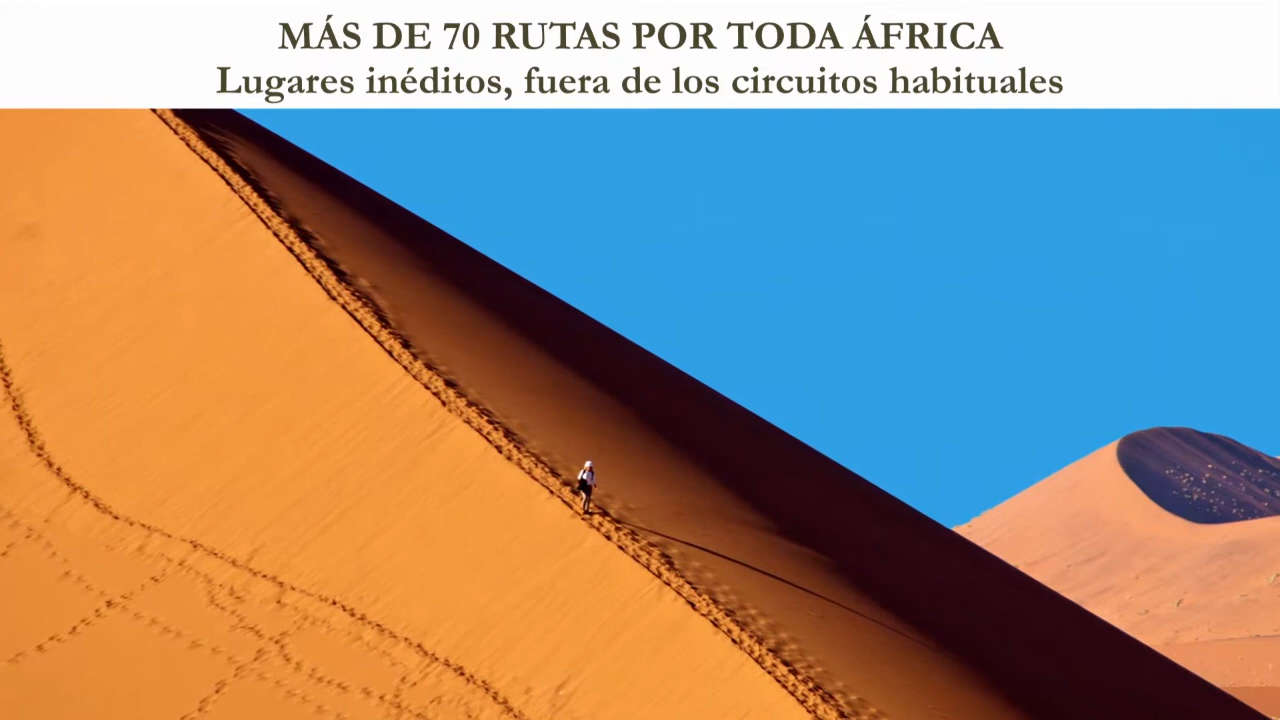 MÁS DE 70 RUTAS POR TODA ÁFRICA
Lugares inéditos, fuera de los circuitos habituales